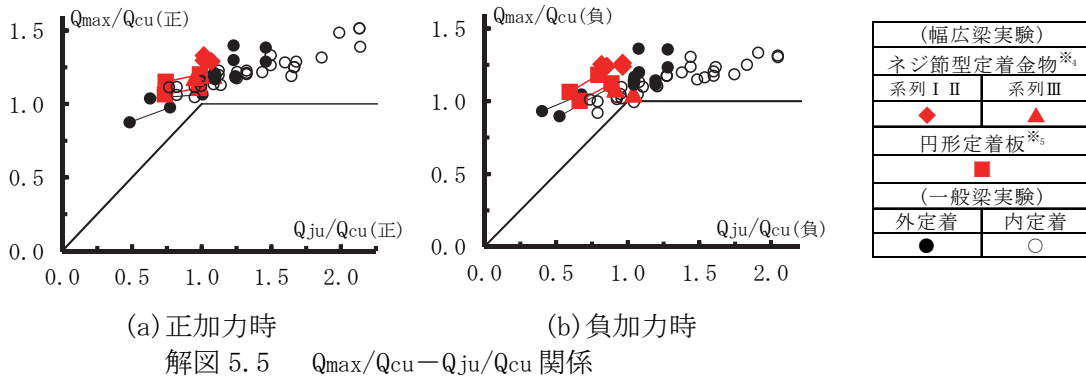 Qmax/Qcu(正)
1.5
1.0
0.5
1.0
Qju/Qcu(正)
0.0 0.5 1.0 1.5 2.0
(a)正加力時
Qmax/Qcu(負)
1.5
1.0
0.5
1.0
Qju/Qcu(負)
0.0 0.5 1.0 1.5 2.0
(b)負加力時
(幅広梁実験)
ネジ節型定着金物※4
系列ⅠⅡ 系列Ⅲ
円形定着板※5
(一般梁実験)
外定着 内定着
解図5.5 Qmax/Qcu－Qju/Qcu関係